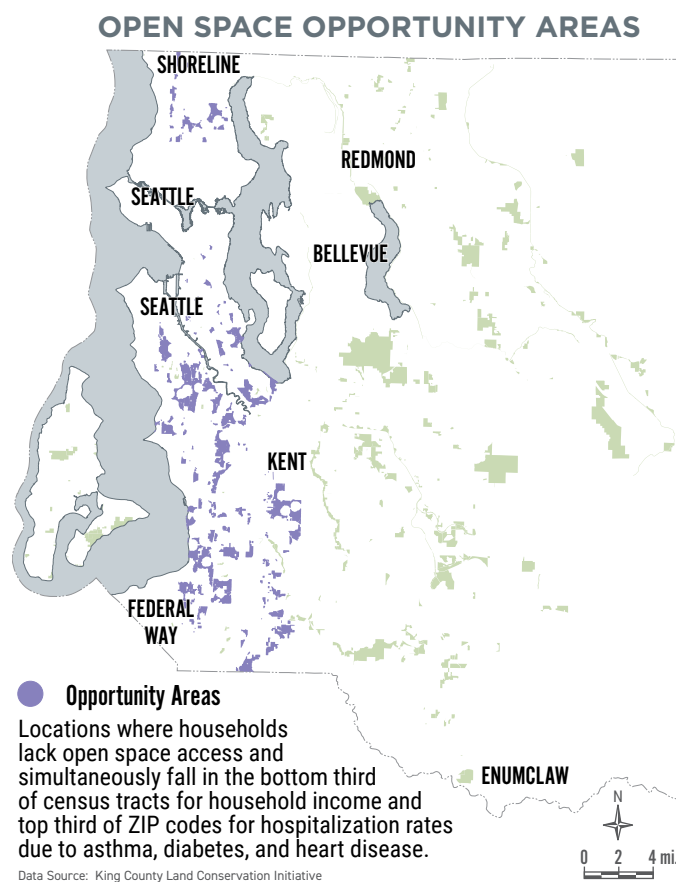 OPEN SPACE OPPORTUNITY AREAS
SHORELINE
REDMOND
SEATTLE
BELLEVUE
SEATTLE
KENT
FEDERAL
WAY
Opportunity Areas
Locations where households
lack open space access and
simultaneously fall in the bottom third
of census tracts for household income and
top third of ZIP codes for hospitalization rates
due to asthma, diabetes, and heart disease.
Data Source: King County Land Conservation Initiative
ENUMCLAW
N
0 2 4 mi.